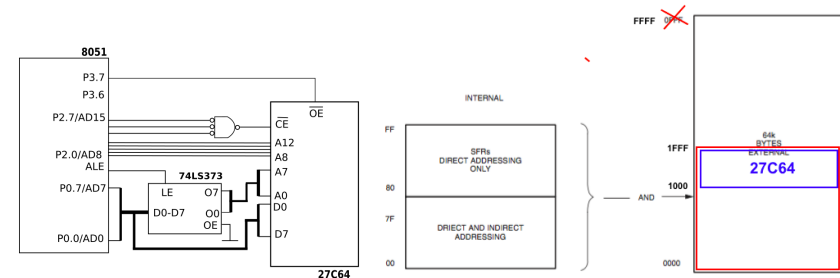 8051
P3.7
P3.6
P2.7/AD15
P2.0/AD8
ALE
P0.7/AD7
P0.0/AD0
74LS373
LE
O7
D0-D7
O0
OE
OE
CE
A12
A8
A7
A0
D0
D7
27C64
INTERNAL
FF
SFRs
DIRECT ADDRESSING
ONLY
80
7F
DRIECT AND INDIRECT
ADDRESSING
00
AND
FFFF 0FFF
64k
BYTES
EXTERNAL
27C64
1FFF
1000
0000